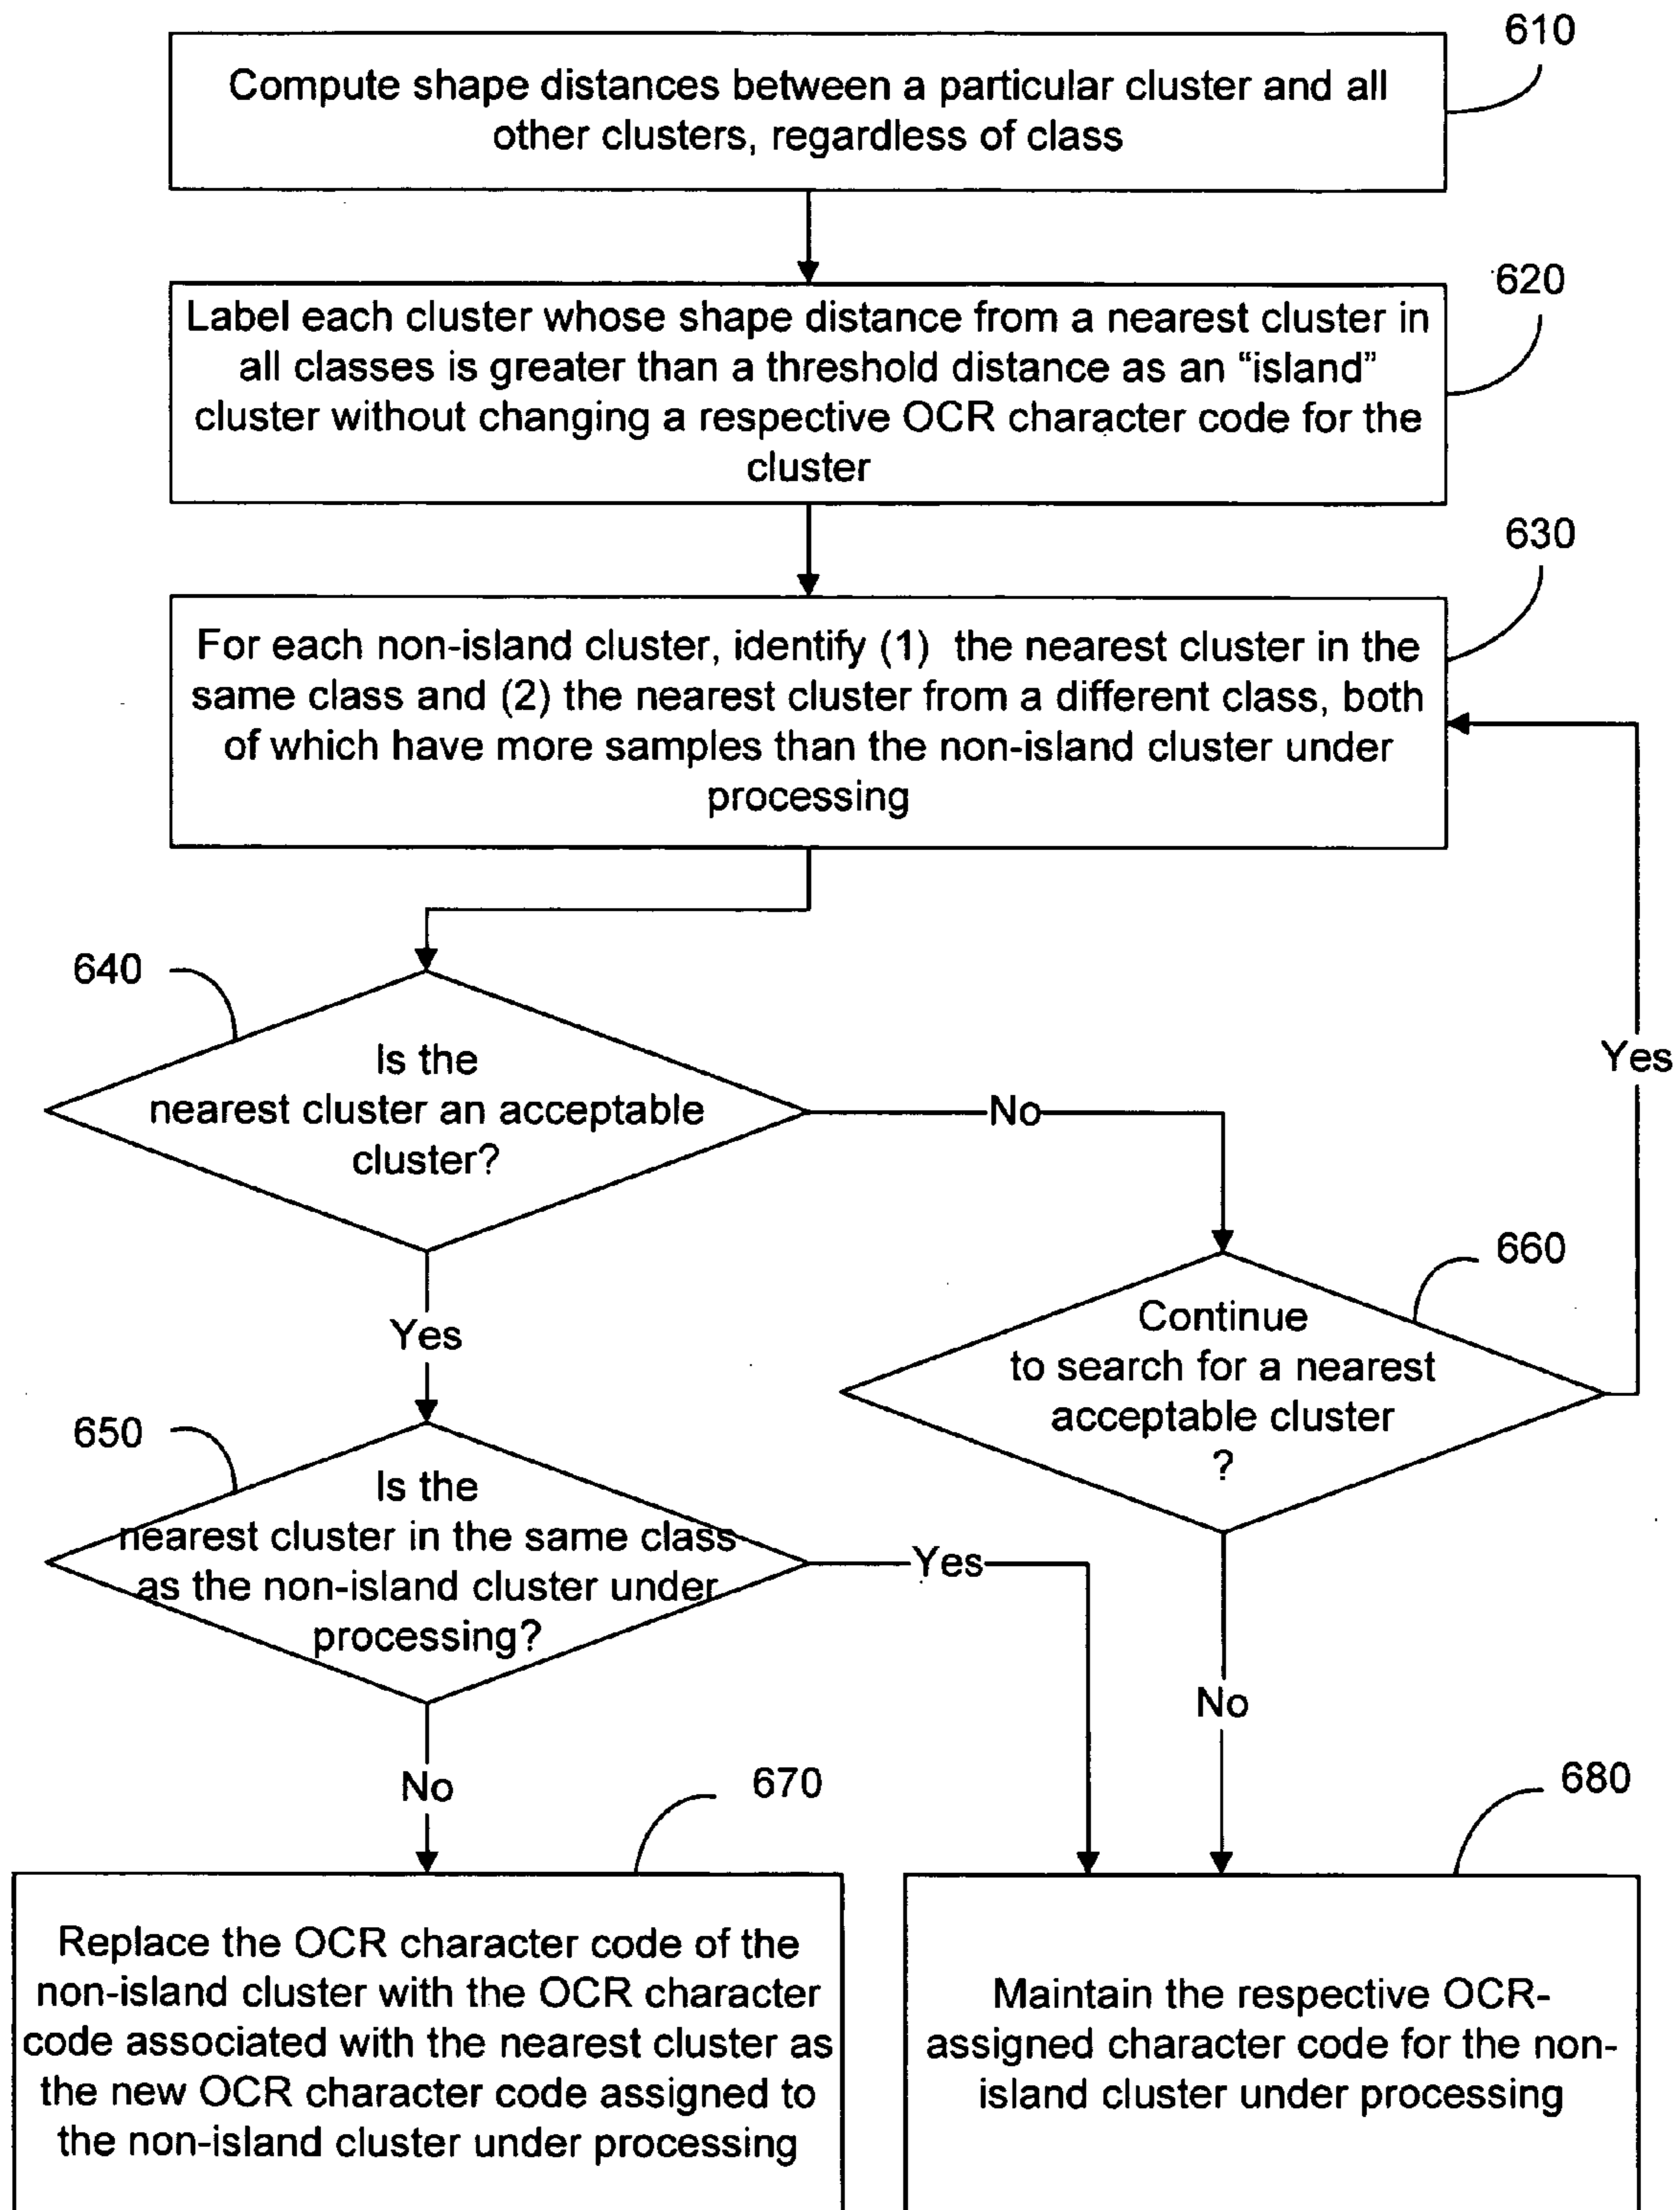 610
Compute shape distances between a particular cluster and all
other clusters, regardless of class
620
Label each cluster whose shape distance from a nearest cluster in
all classes is greater than a threshold distance as an “island”
cluster without changing a respective OCR character code for the
cluster
630
For each non-island cluster, identify (1) the nearest cluster in the
same class and (2) the nearest cluster from a different class, both
of which have more samples than the non-island cluster under
processing
640
Is the
nearest cluster an acceptable
cluster?
No
Yes
Yes
660
Continue
to search for a nearest
acceptable cluster
?
650
Is the
nearest cluster in the same class
as the non-island cluster under
processing?
Yes
No
No
670
Replace the OCR character code of the
non-island cluster with the OCR character
code associated with the nearest cluster as
the new OCR character code assigned to
the non-island cluster under processing
680
Maintain the respective OCR-
assigned character code for the non-
island cluster under processing